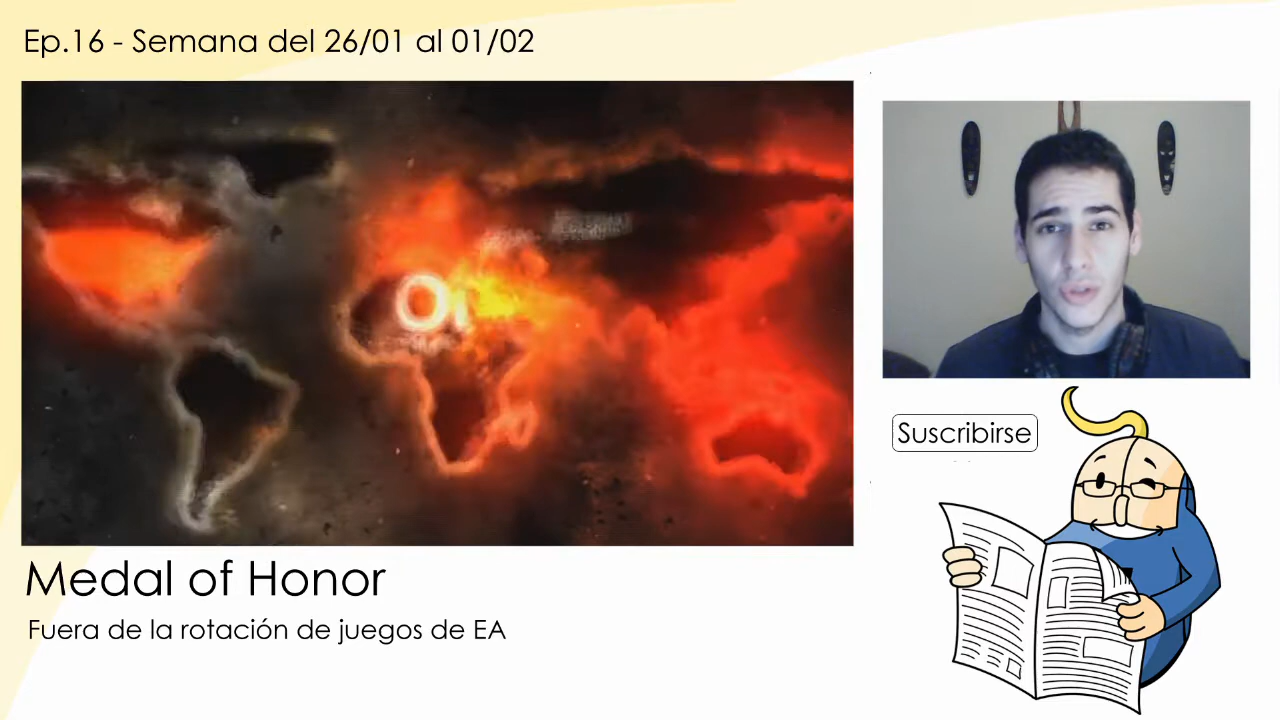 Ep.16 - Semana del 26/01 al 01/02
Suscribirse
Medal of Honor
Fuera de la rotación de juegos de EA